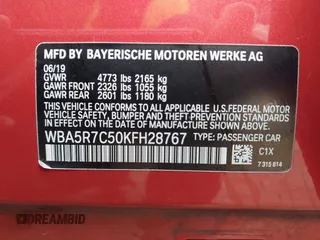 MFD BY BAYERISCHE MOTOREN WERKE AG
06/19
GVWR 4773 lbs 2165 kg
GAWR FRONT 2326 lbs 1055 kg
GAWR REAR 2601 lbs 1180 kg
THIS VEHICLE CONFORMS TO ALL APPLICABLE U.S. FEDERAL MOTOR
VEHICLE SAFETY, BUMPER, AND THEFT PREVENTION STANDARDS IN
EFFECT ON THE DATE OF MANUFACTURE SHOWN ABOVE.
WBA5R7C50KFH28767 TYPE: PASSENGER CAR
C1X
7 315 814
© DREAMBID